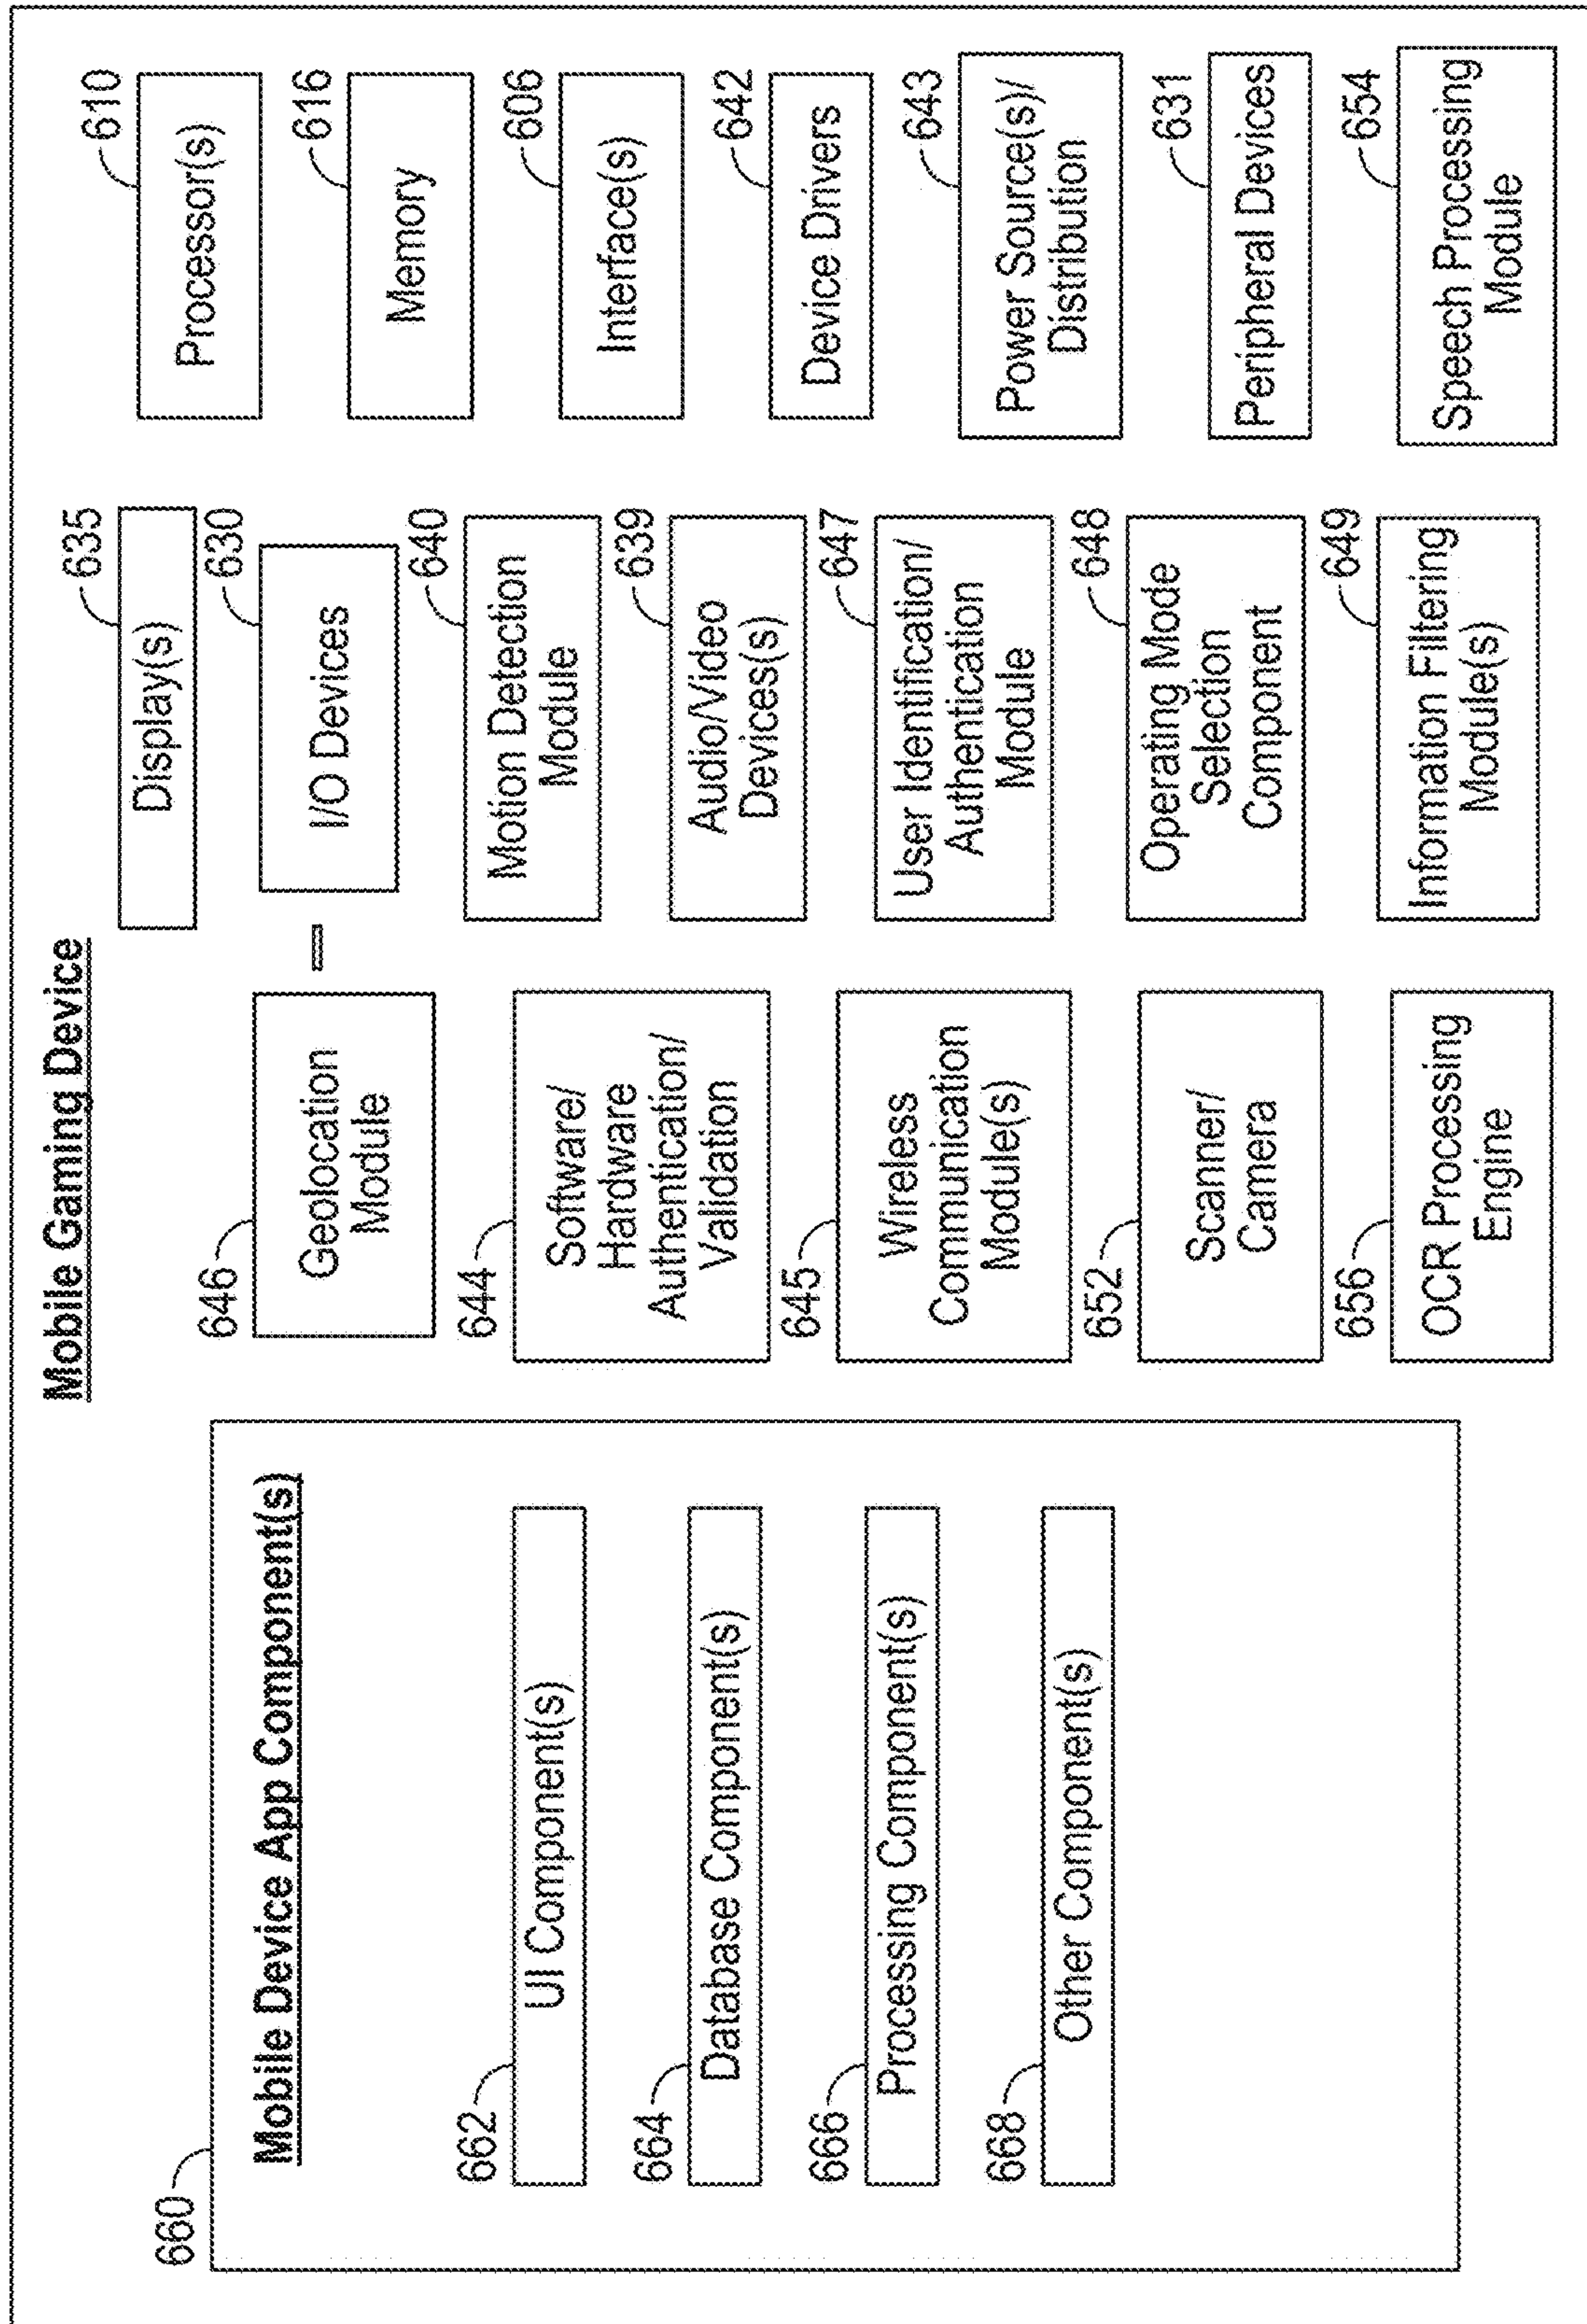 Mobile Gaming Device
660
Mobile Device App Component(s)
662
UI Component(s)
664
Database Component(s)
666
Processing Component(s)
668
Other Component(s)
646
Geolocation
Module
644
Software/
Hardware
Authentication/
Validation
645
Wireless
Communication
Module(s)
652
Scanner/
Camera
656
OCR Processing
Engine
635
Display(s)
630
I/O Devices
640
Motion Detection
Module
639
Audio/Video
Devices(s)
647
User Identification/
Authentication
Module
648
Operating Mode
Selection
Component
649
Information Filtering
Module(s)
610
Processor(s)
616
Memory
606
Interface(s)
642
Device Drivers
643
Power Source(s)/
Distribution
631
Peripheral Devices
654
Speech Processing
Module